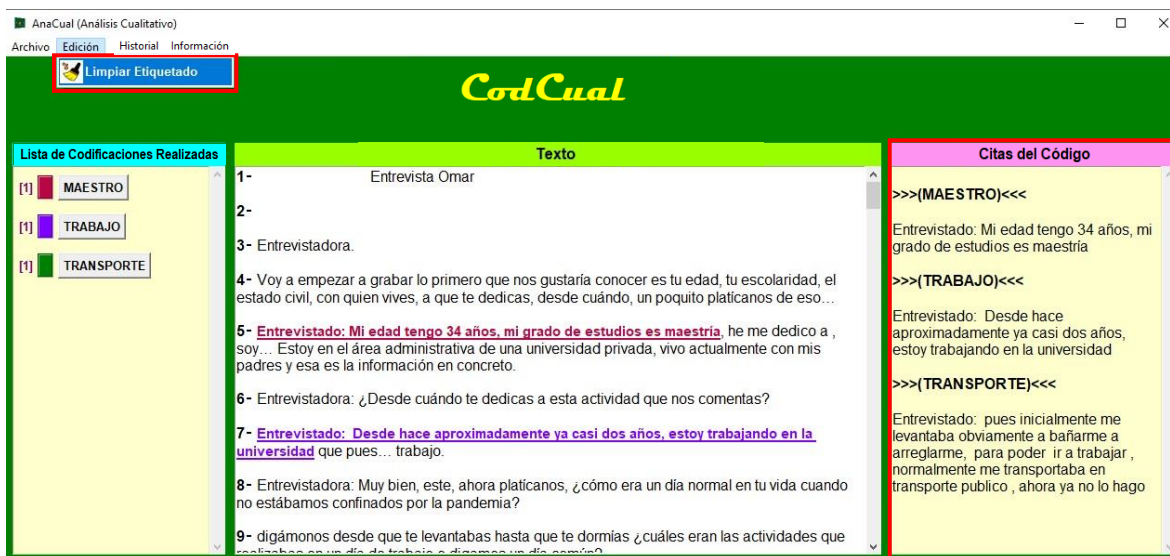 AnaCual (Análisis Cualitativo)
Archivo Edición Historial Información
Limpiar Etiquetado
CodCual
Lista de Codificaciones Realizadas
[1] MAESTRO
[1] TRABAJO
[1] TRANSPORTE
Texto
1- Entrevista Omar
2-
3- Entrevistadora.
4- Voy a empezar a grabar lo primero que nos gustaría conocer es tu edad, tu escolaridad, el
estado civil, con quien vives, a que te dedicas, desde cuándo, un poquito platícanos de eso…
5- Entrevistado: Mi edad tengo 34 años, mi grado de estudios es maestría, he me dedico a ,
soy… Estoy en el área administrativa de una universidad privada, vivo actualmente con mis
padres y esa es la información en concreto.
6- Entrevistadora: ¿Desde cuándo te dedicas a esta actividad que nos comentas?
7- Entrevistado: Desde hace aproximadamente ya casi dos años, estoy trabajando en la
universidad que pues… trabajo.
8- Entrevistadora: Muy bien, este, ahora platícanos, ¿cómo era un día normal en tu vida cuando
no estábamos confinados por la pandemia?
9- digámonos desde que te levantabas hasta que te dormías ¿cuáles eran las actividades que
realizabas en un día de trabajo o digamos un día común?
Citas del Código
>>>(MAESTRO)<<<
Entrevistado: Mi edad tengo 34 años, mi
grado de estudios es maestría
>>>(TRABAJO)<<<
Entrevistado: Desde hace
aproximadamente ya casi dos años,
estoy trabajando en la universidad
>>>(TRANSPORTE)<<<
Entrevistado: pues inicialmente me
levantaba obviamente a bañarme a
arreglarme, para poder ir a trabajar ,
normalmente me transportaba en
transporte publico , ahora ya no lo hago